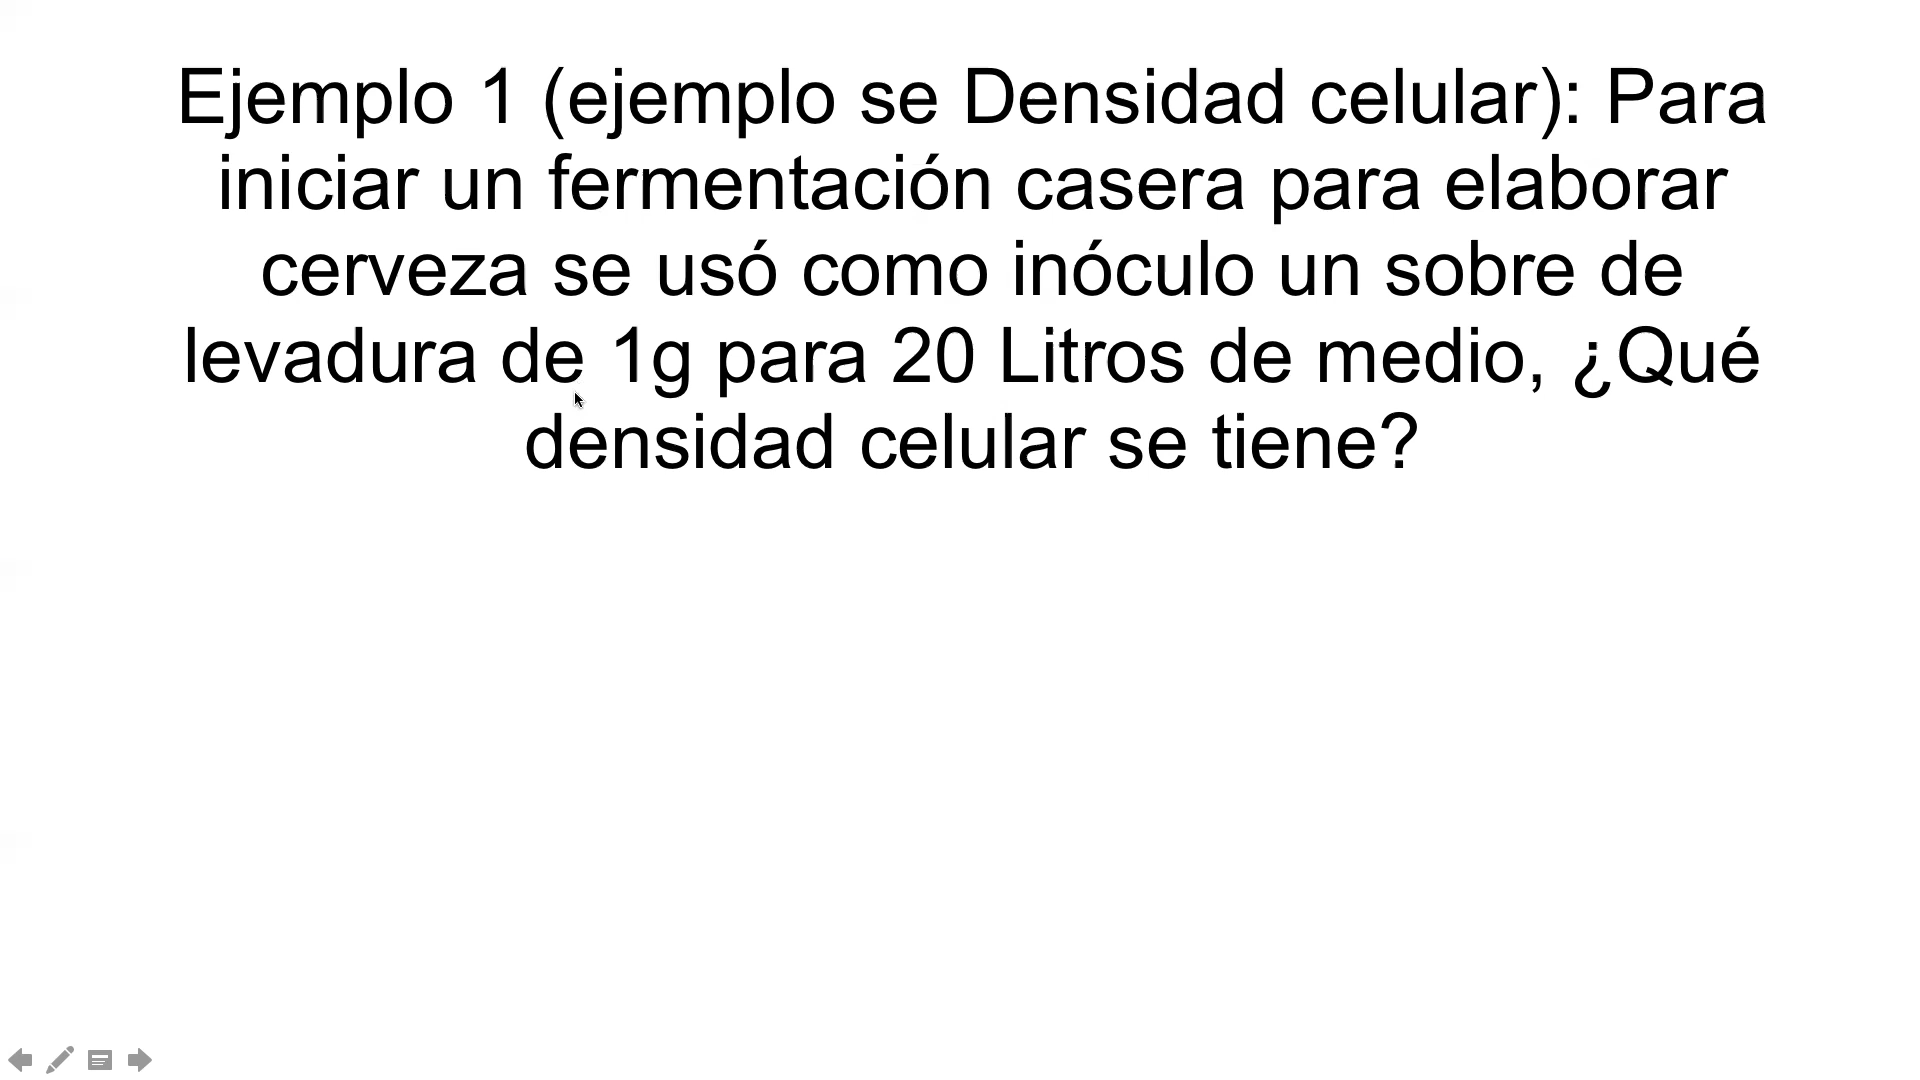 Ejemplo 1 (ejemplo se Densidad celular): Para
iniciar un fermentación casera para elaborar
cerveza se usó como inóculo un sobre de
levadura de 1g para 20 Litros de medio, ¿Qué
densidad celular se tiene?